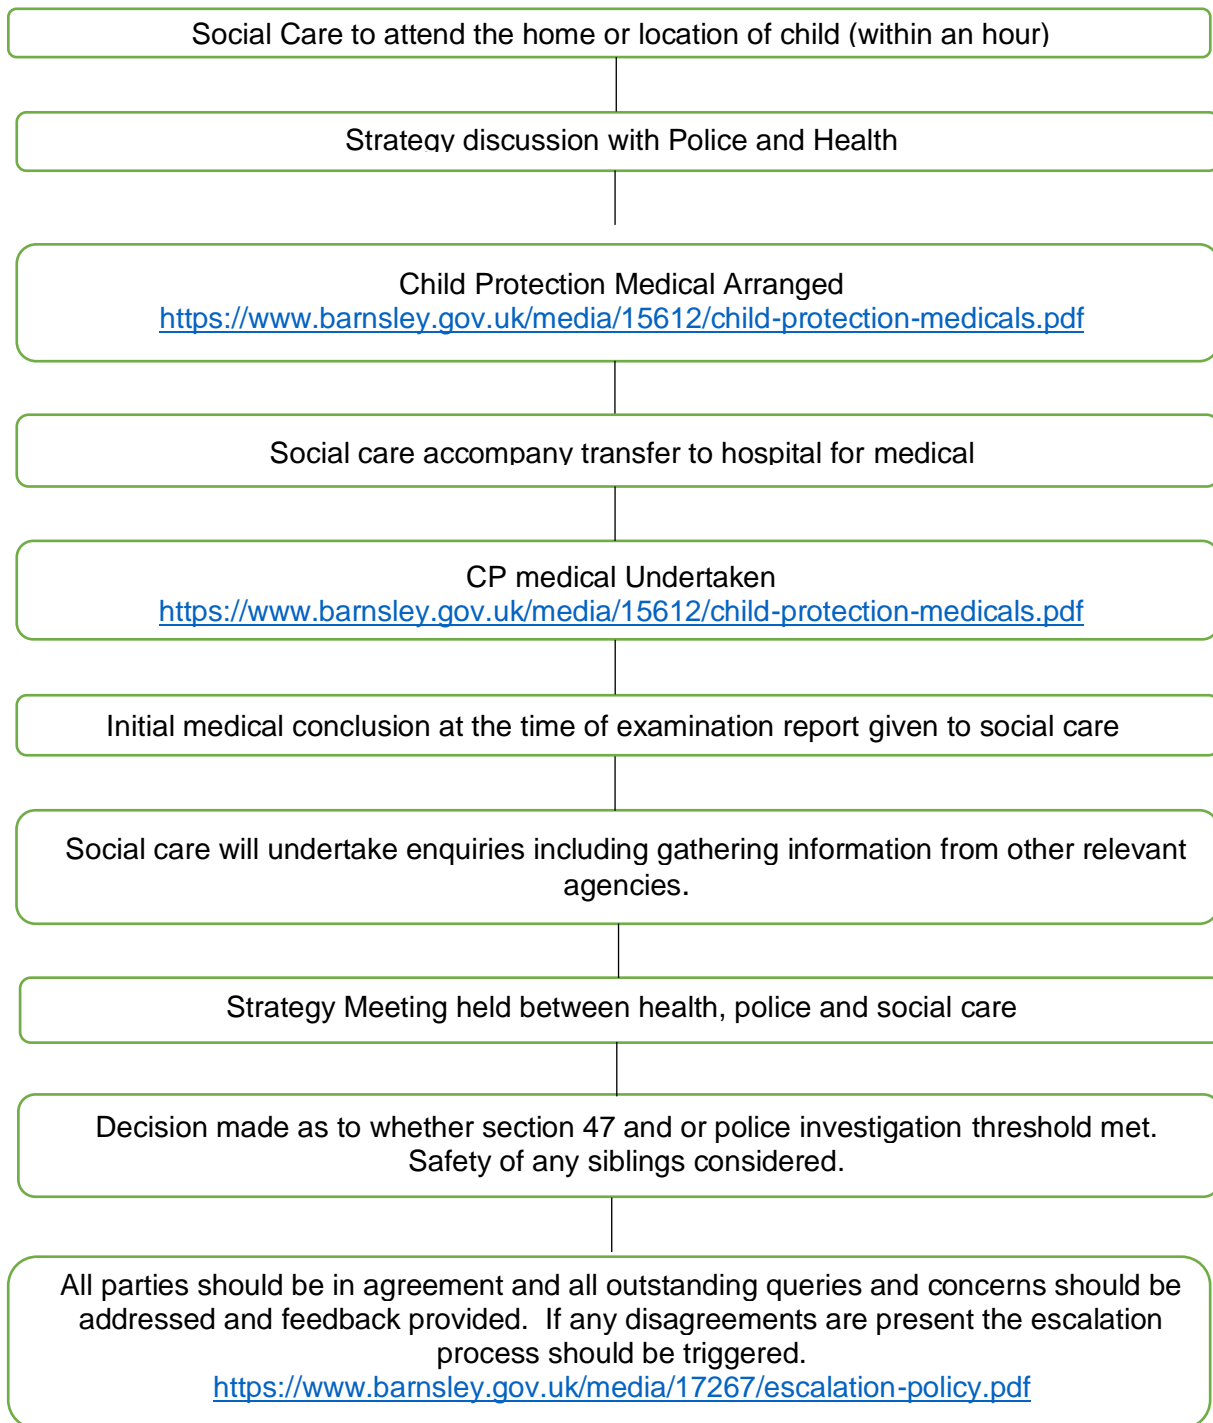 Social Care to attend the home or location of child (within an hour)
Strategy discussion with Police and Health
Child Protection Medical Arranged
https://www.barnsley.gov.uk/media/15612/child-protection-medicals.pdf
Social care accompany transfer to hospital for medical
CP medical Undertaken
https://www.barnsley.gov.uk/media/15612/child-protection-medicals.pdf
Initial medical conclusion at the time of examination report given to social care
Social care will undertake enquiries including gathering information from other relevant
agencies.
Strategy Meeting held between health, police and social care
Decision made as to whether section 47 and or police investigation threshold met.
Safety of any siblings considered.
All parties should be in agreement and all outstanding queries and concerns should be
addressed and feedback provided.  If any disagreements are present the escalation
process should be triggered.
https://www.barnsley.gov.uk/media/17267/escalation-policy.pdf